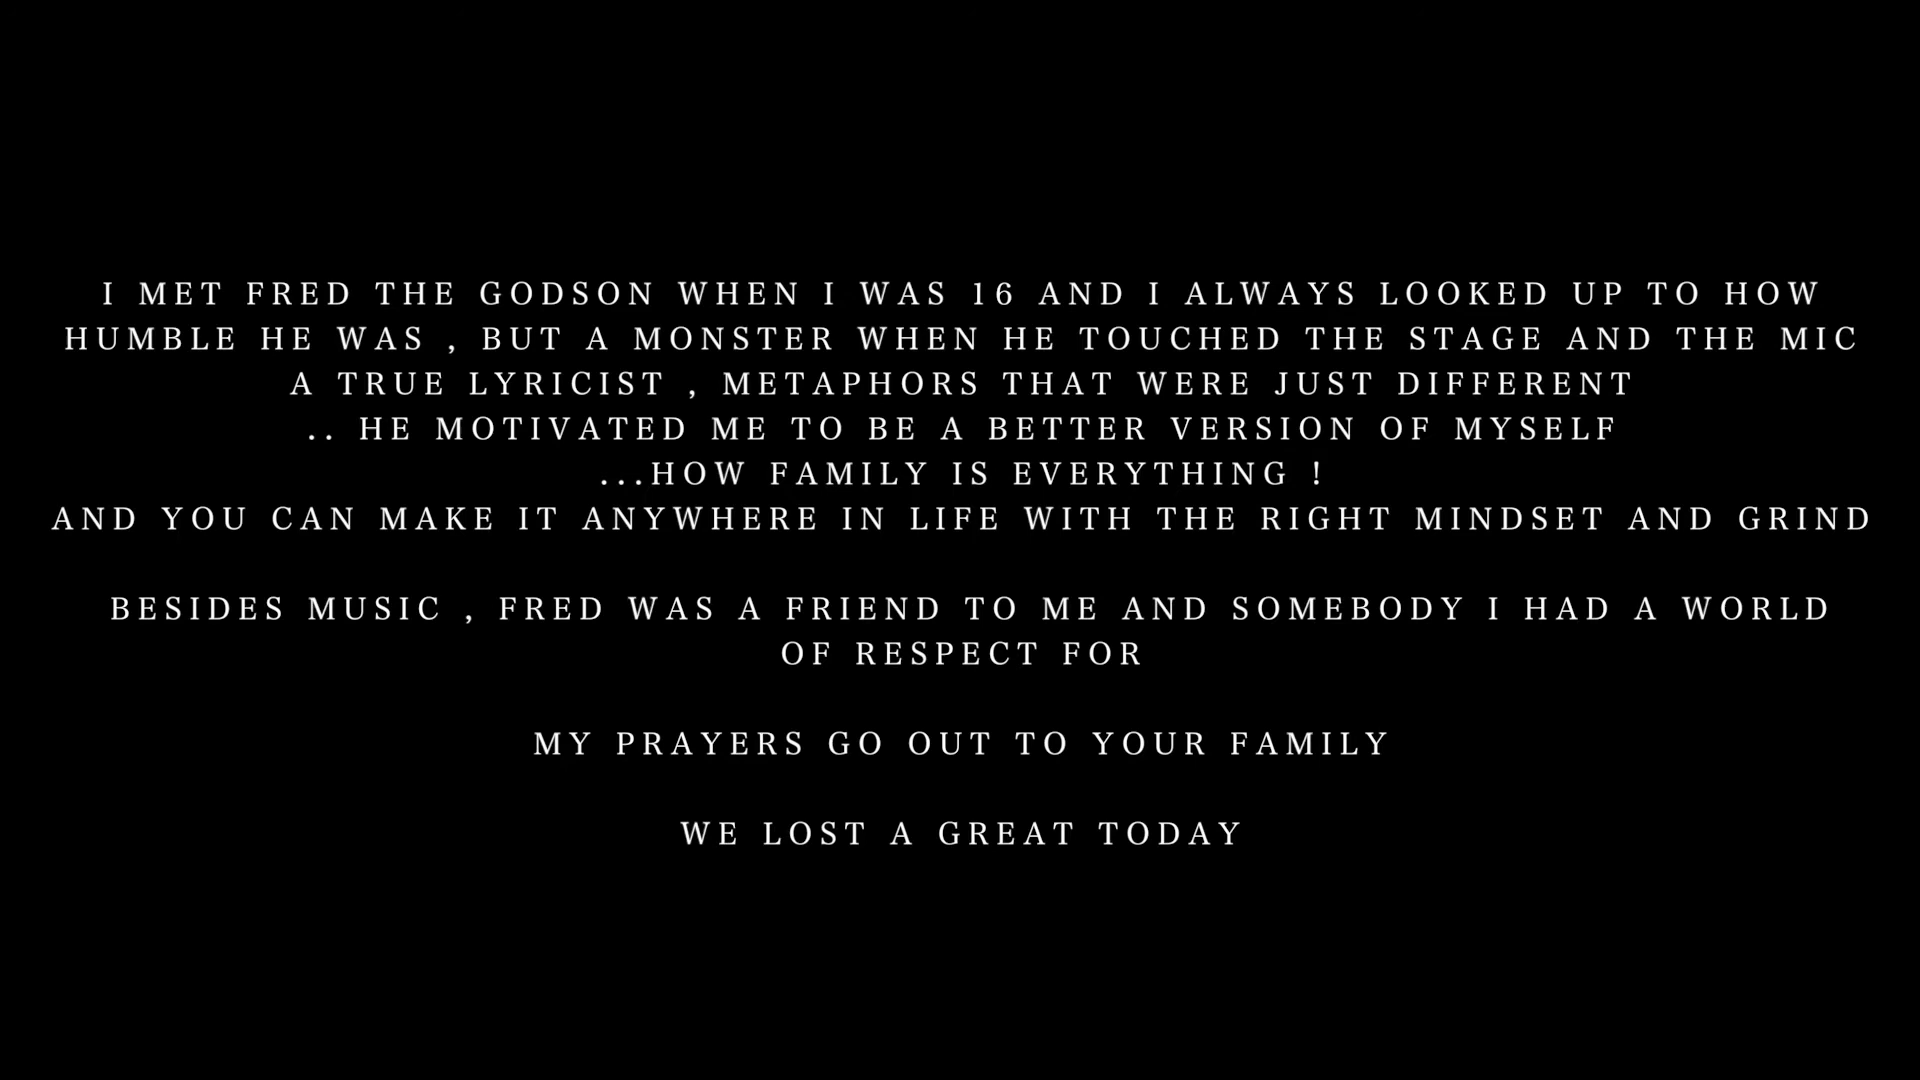 I MET FRED THE GODSON WHEN I WAS 16 AND I ALWAYS LOOKED UP TO HOW
HUMBLE HE WAS , BUT A MONSTER WHEN HE TOUCHED THE STAGE AND THE MIC
A TRUE LYRICIST , METAPHORS THAT WERE JUST DIFFERENT
.. HE MOTIVATED ME TO BE A BETTER VERSION OF MYSELF
...HOW FAMILY IS EVERYTHING !
AND YOU CAN MAKE IT ANYWHERE IN LIFE WITH THE RIGHT MINDSET AND GRIND
BESIDES MUSIC , FRED WAS A FRIEND TO ME AND SOMEBODY I HAD A WORLD
OF RESPECT FOR
MY PRAYERS GO OUT TO YOUR FAMILY
WE LOST A GREAT TODAY